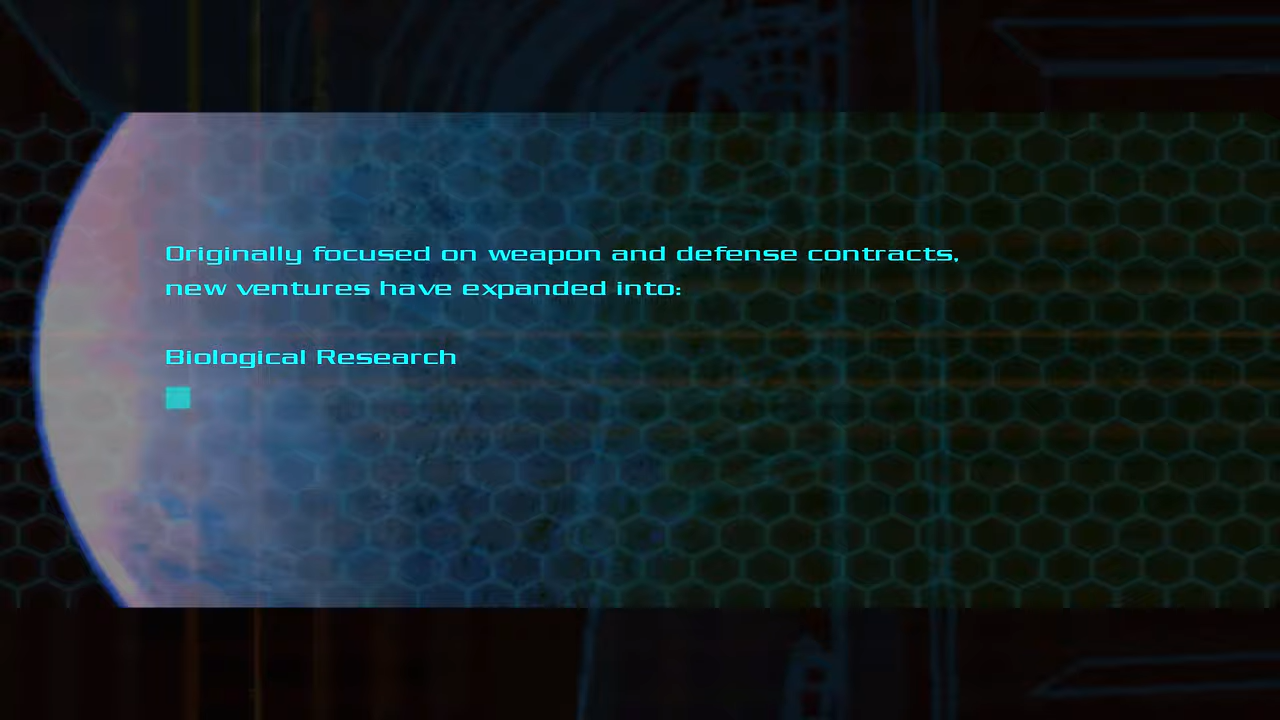 Originally focused on weapon and defense contracts,
new ventures have expanded into:
Biological Research